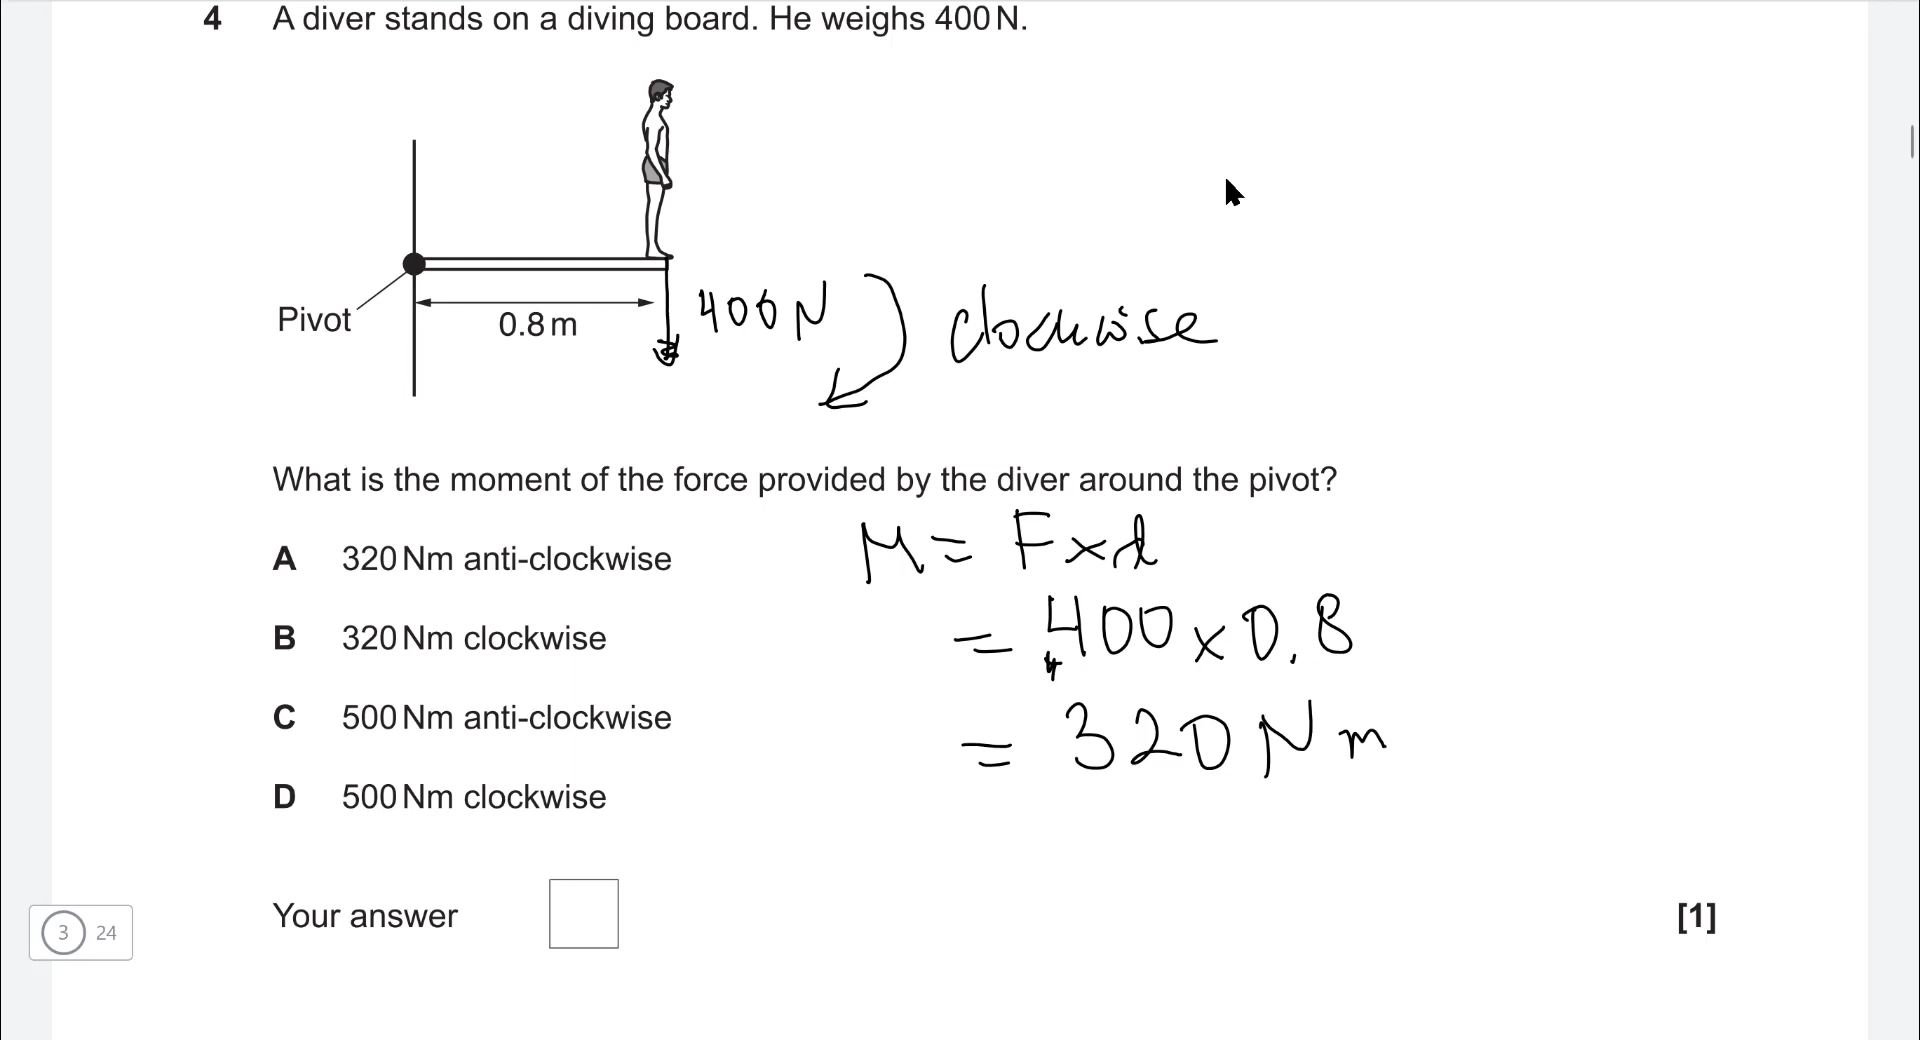 4 A diver stands on a diving board. He weighs 400 N.
Pivot
0.8 m
400 N
clockwise
What is the moment of the force provided by the diver around the pivot?
M = F x d
= 400 x 0.8
= 320 N m
A 320 Nm anti-clockwise
B 320 Nm clockwise
C 500 Nm anti-clockwise
D 500 Nm clockwise
Your answer
[1]
3 24